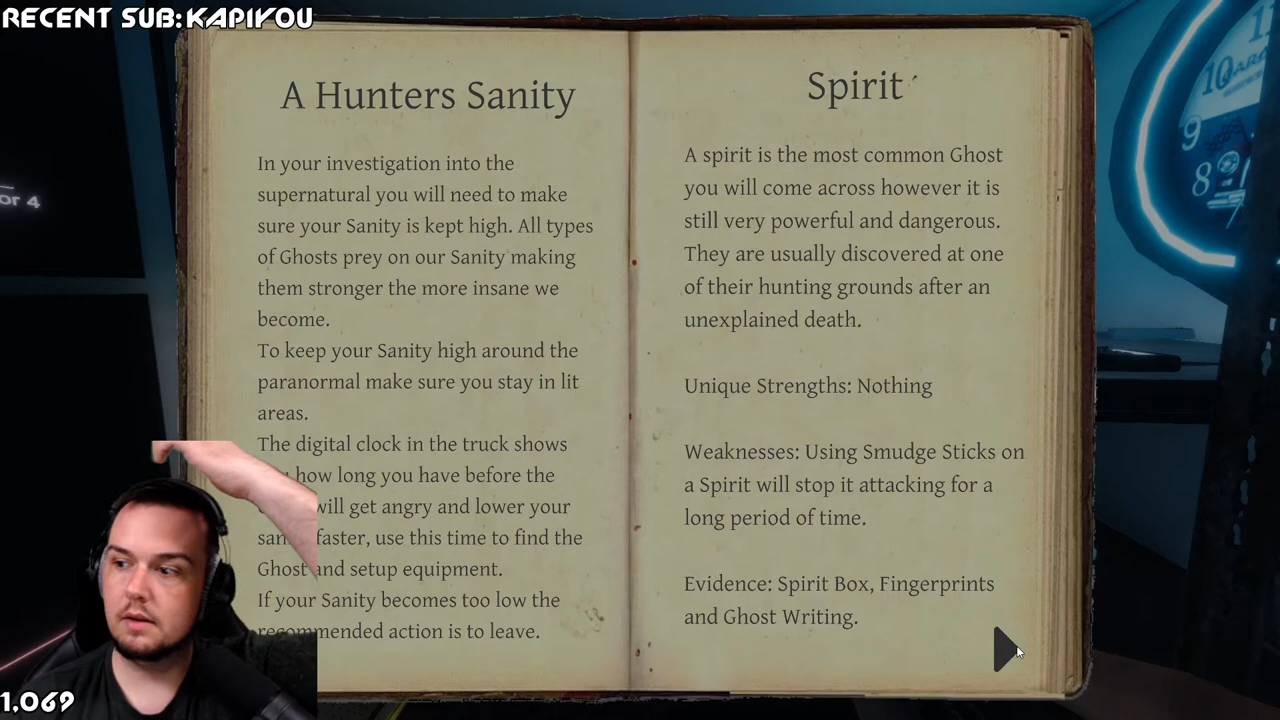 RECENT SUB: KAPIYOU
A Hunters Sanity
In your investigation into the
supernatural you will need to make
sure your Sanity is kept high. All types
of Ghosts prey on our Sanity making
them stronger the more insane we
become.
To keep your Sanity high around the
paranormal make sure you stay in lit
areas.
The digital clock in the truck shows
how long you have before the
will get angry and lower your
faster, use this time to find the
Ghost and setup equipment.
If your Sanity becomes too low the
recommended action is to leave.
Spirit
A spirit is the most common Ghost
you will come across however it is
still very powerful and dangerous.
They are usually discovered at one
of their hunting grounds after an
unexplained death.
Unique Strengths: Nothing
Weaknesses: Using Smudge Sticks on
a Spirit will stop it attacking for a
long period of time.
Evidence: Spirit Box, Fingerprints
and Ghost Writing.
or 4
11
10
9
8
1,069